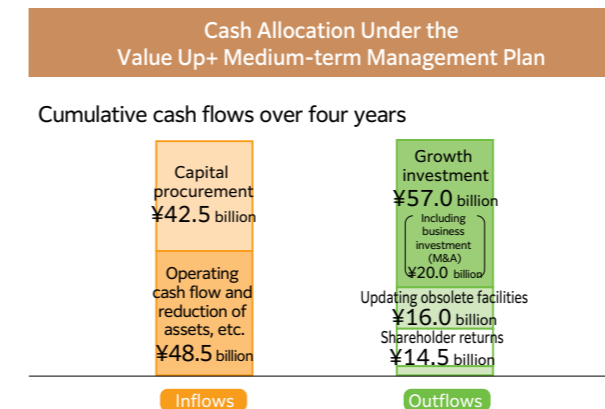 Cash Allocation Under the
Value Up+ Medium-term Management Plan
Cumulative cash flows over four years
Capital
procurement
¥42.5 billion
Operating
cash flow and
reduction of
assets, etc.
¥48.5 billion
Inflows
Growth
investment
¥57.0 billion
Including
business
investment
(M&A)
¥20.0 billion
Updating obsolete facilities
¥16.0 billion
Shareholder returns
¥14.5 billion
Outflows